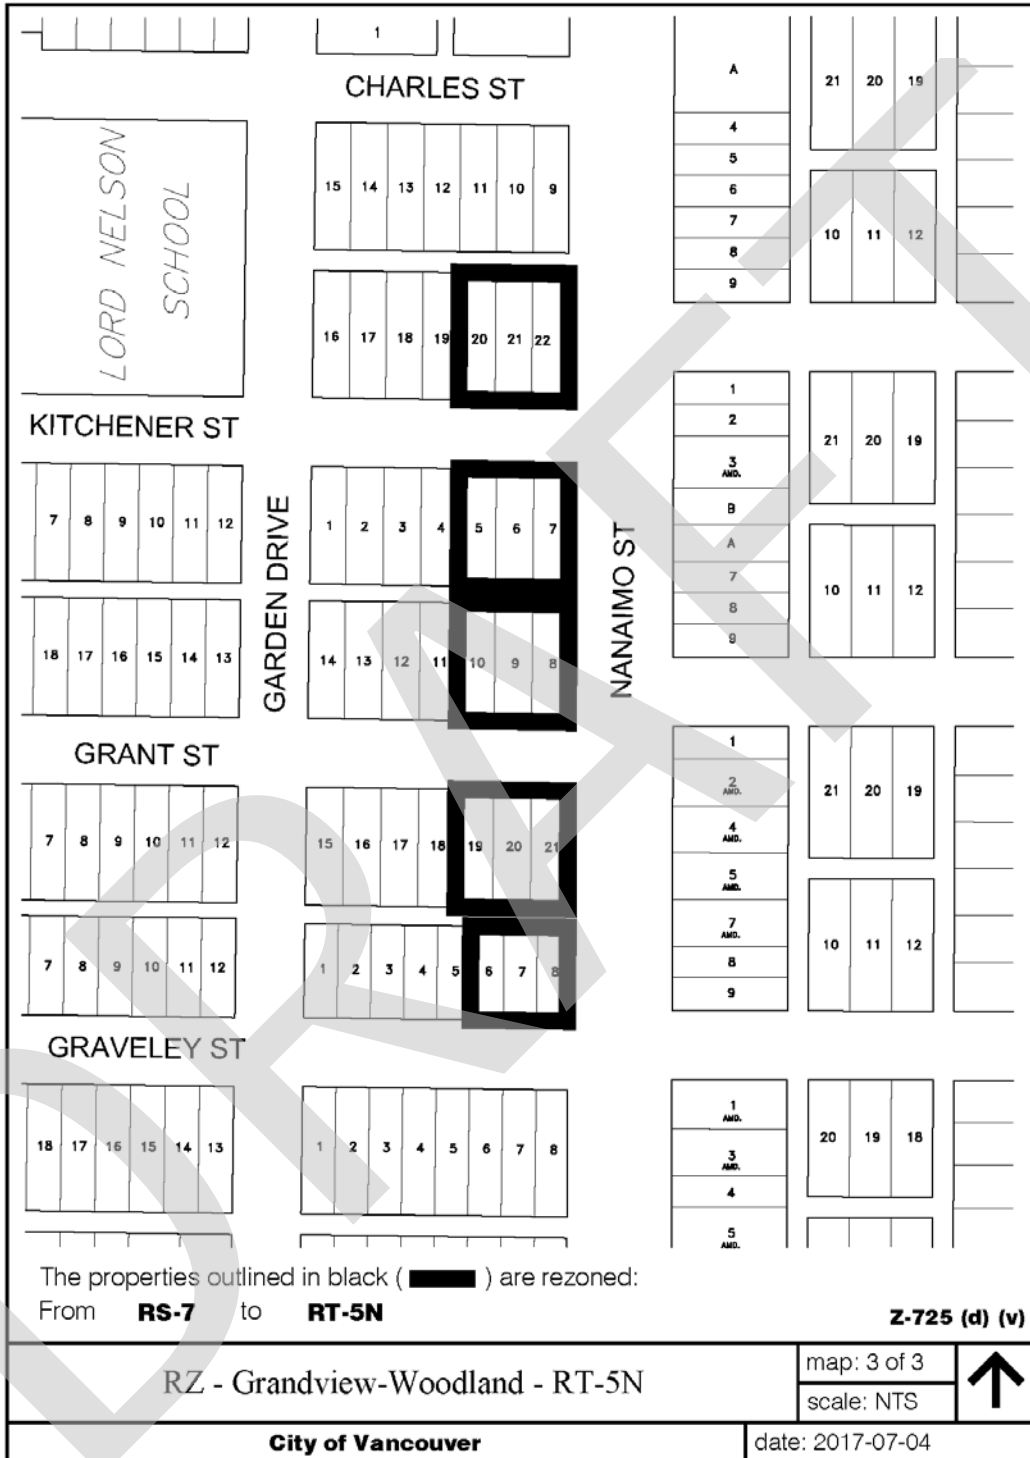 1
A
21 20 19
CHARLES ST
4
5
6
7
8
9
LORD NELSON
SCHOOL
15 14 13 12 11 10 9
10 11 12
16 17 18 19 20 21 22
KITCHENER ST
1
2
3
AMD.
B
A
7
8
9
21 20 19
7 8 9 10 11 12
GARDEN DRIVE
1 2 3 4 5 6 7
NANAIMO ST
10 11 12
18 17 16 15 14 13
14 13 12 11 10 9 8
GRANT ST
1
2
AMD.
4
AMD.
5
AMD.
7
AMD.
8
9
21 20 19
7 8 9 10 11 12
15 16 17 18 19 20 21
10 11 12
7 8 9 10 11 12
1 2 3 4 5 6 7 8
GRAVELEY ST
18 17 16 15 14 13
1 2 3 4 5 6 7 8
1
AMD.
3
AMD.
4
5
AMD.
20 19 18
DRAFT
The properties outlined in black ( ) are rezoned:
From RS-7 to RT-5N
Z-725 (d) (v)
RZ - Grandview-Woodland - RT-5N
map: 3 of 3
scale: NTS
City of Vancouver
date: 2017-07-04